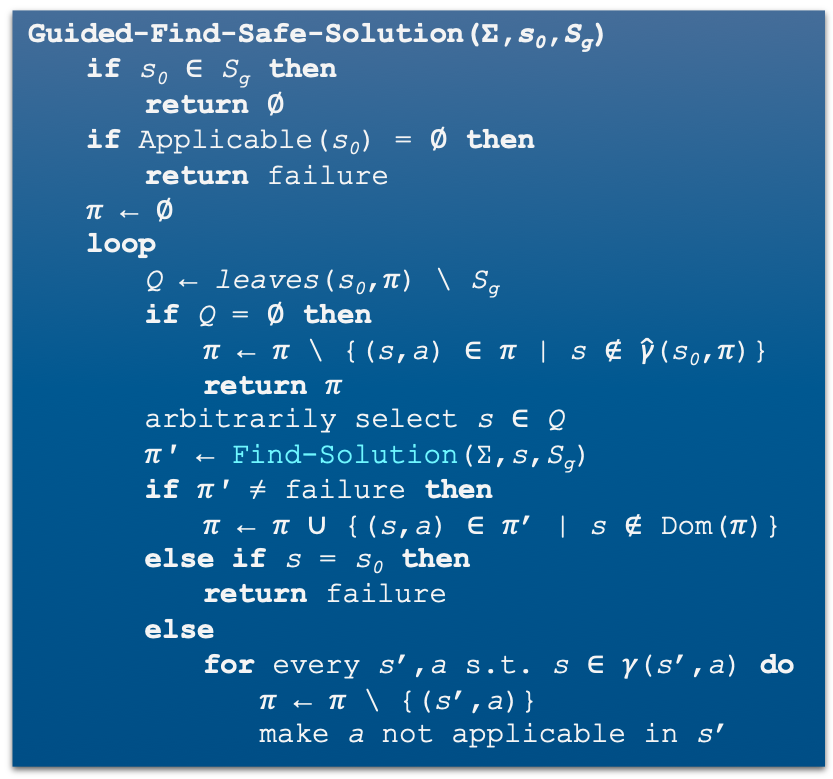 Guided-Find-Safe-Solution(Σ,s₀,S_g)
if s₀ ∈ S_g then
return ∅
if Applicable(s₀) = ∅ then
return failure
π ← ∅
loop
Q ← leaves(s₀,π) \ S_g
if Q = ∅ then
π ← π \ {(s,a) ∈ π | s ∉ γ̂(s₀,π)}
return π
arbitrarily select s ∈ Q
π' ← Find-Solution(Σ,s,S_g)
if π' ≠ failure then
π ← π ∪ {(s,a) ∈ π’ | s ∉ Dom(π)}
else if s = s₀ then
return failure
else
for every s’,a s.t. s ∈ γ(s’,a) do
π ← π \ {(s’,a)}
make a not applicable in s’